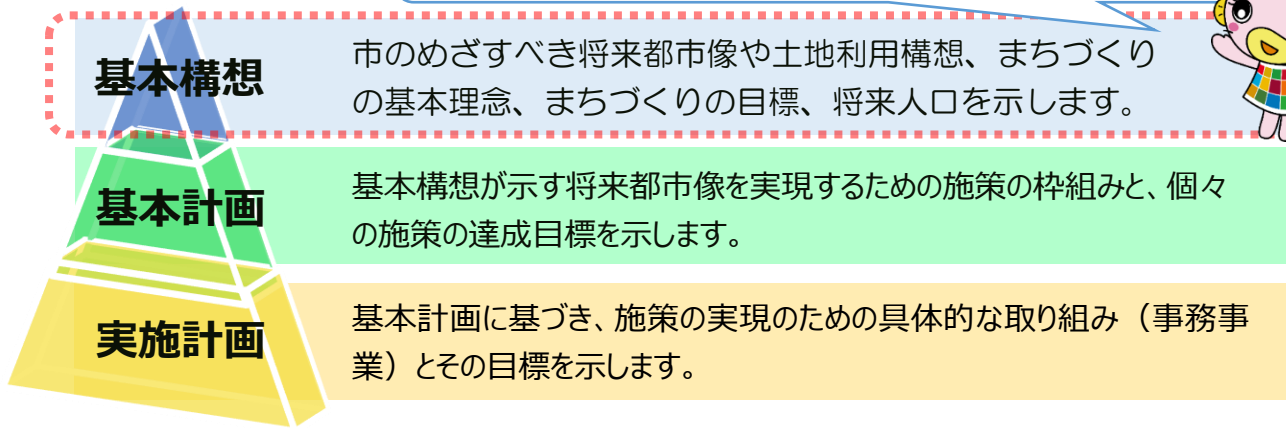 基本構想
市のめざすべき将来都市像や土地利用構想、まちづくり
の基本理念、まちづくりの目標、将来人口を示します。
基本計画
基本構想が示す将来都市像を実現するための施策の枠組みと、個々
の施策の達成目標を示します。
実施計画
基本計画に基づき、施策の実現のための具体的な取り組み（事務事
業）とその目標を示します。